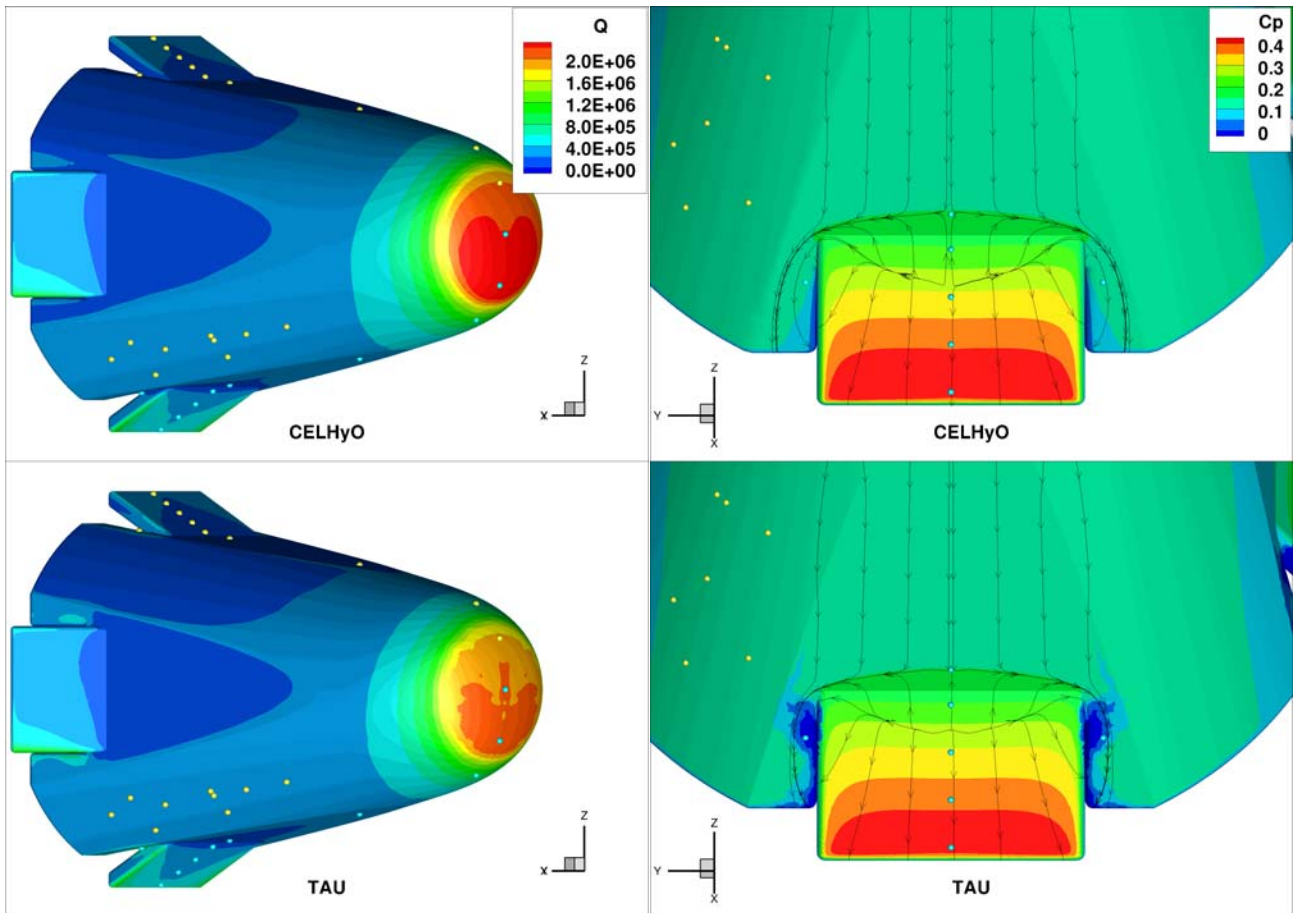 Q
2.0E+06
1.6E+06
1.2E+06
8.0E+05
4.0E+05
0.0E+00
Z
X
CELHyO
Cp
0.4
0.3
0.2
0.1
0
Z
Y
X
CELHyO
Z
X
TAU
Z
Y
X
TAU